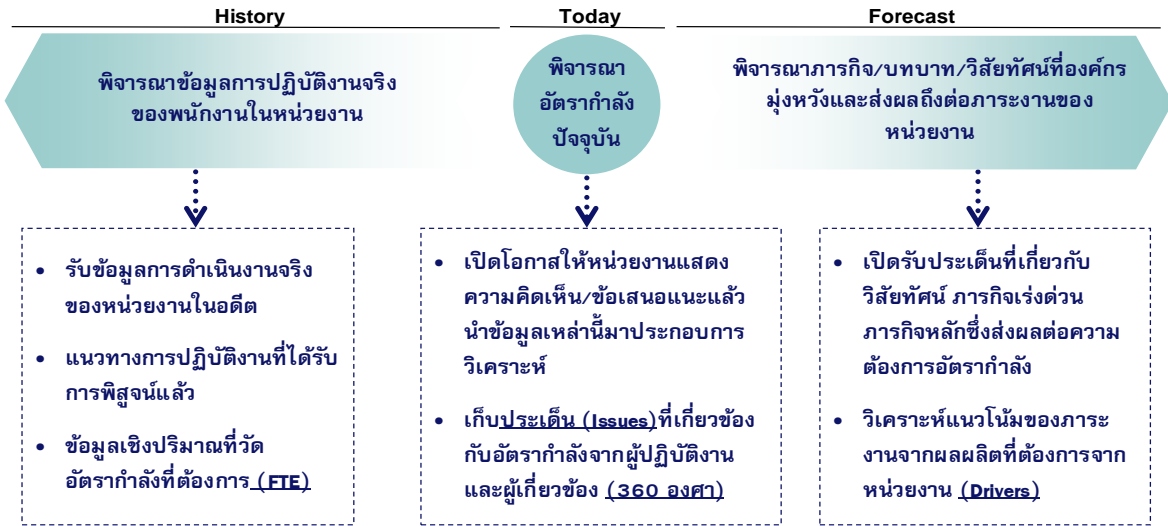 History
Today
Forecast
พิจารณาข้อมูลการปฏิบัติงานจริง
ของพนักงานในหน่วยงาน
พิจารณา
อัตรากำลัง
ปัจจุบัน
พิจารณาภารกิจ/บทบาท/วิสัยทัศน์ที่องค์กร
มุ่งหวังและส่งผลถึงต่อภาระงานของ
หน่วยงาน
• รับข้อมูลการดำเนินงานจริง
ของหน่วยงานในอดีต
• แนวทางการปฏิบัติงานที่ได้รับ
การพิสูจน์แล้ว
• ข้อมูลเชิงปริมาณที่วัด
อัตรากำลังที่ต้องการ (FTE)
• เปิดโอกาสให้หน่วยงานแสดง
ความคิดเห็น/ข้อเสนอแนะแล้ว
นำข้อมูลเหล่านี้มาประกอบการ
วิเคราะห์
• เก็บประเด็น (Issues)ที่เกี่ยวข้อง
กับอัตรากำลังจากผู้ปฏิบัติงาน
และผู้เกี่ยวข้อง (360 องศา)
• เปิดรับประเด็นที่เกี่ยวกับ
วิสัยทัศน์ ภารกิจเร่งด่วน
ภารกิจหลักซึ่งส่งผลต่อความ
ต้องการอัตรากำลัง
• วิเคราะห์แนวโน้มของภาระ
งานจากผลผลิตที่ต้องการจาก
หน่วยงาน (Drivers)